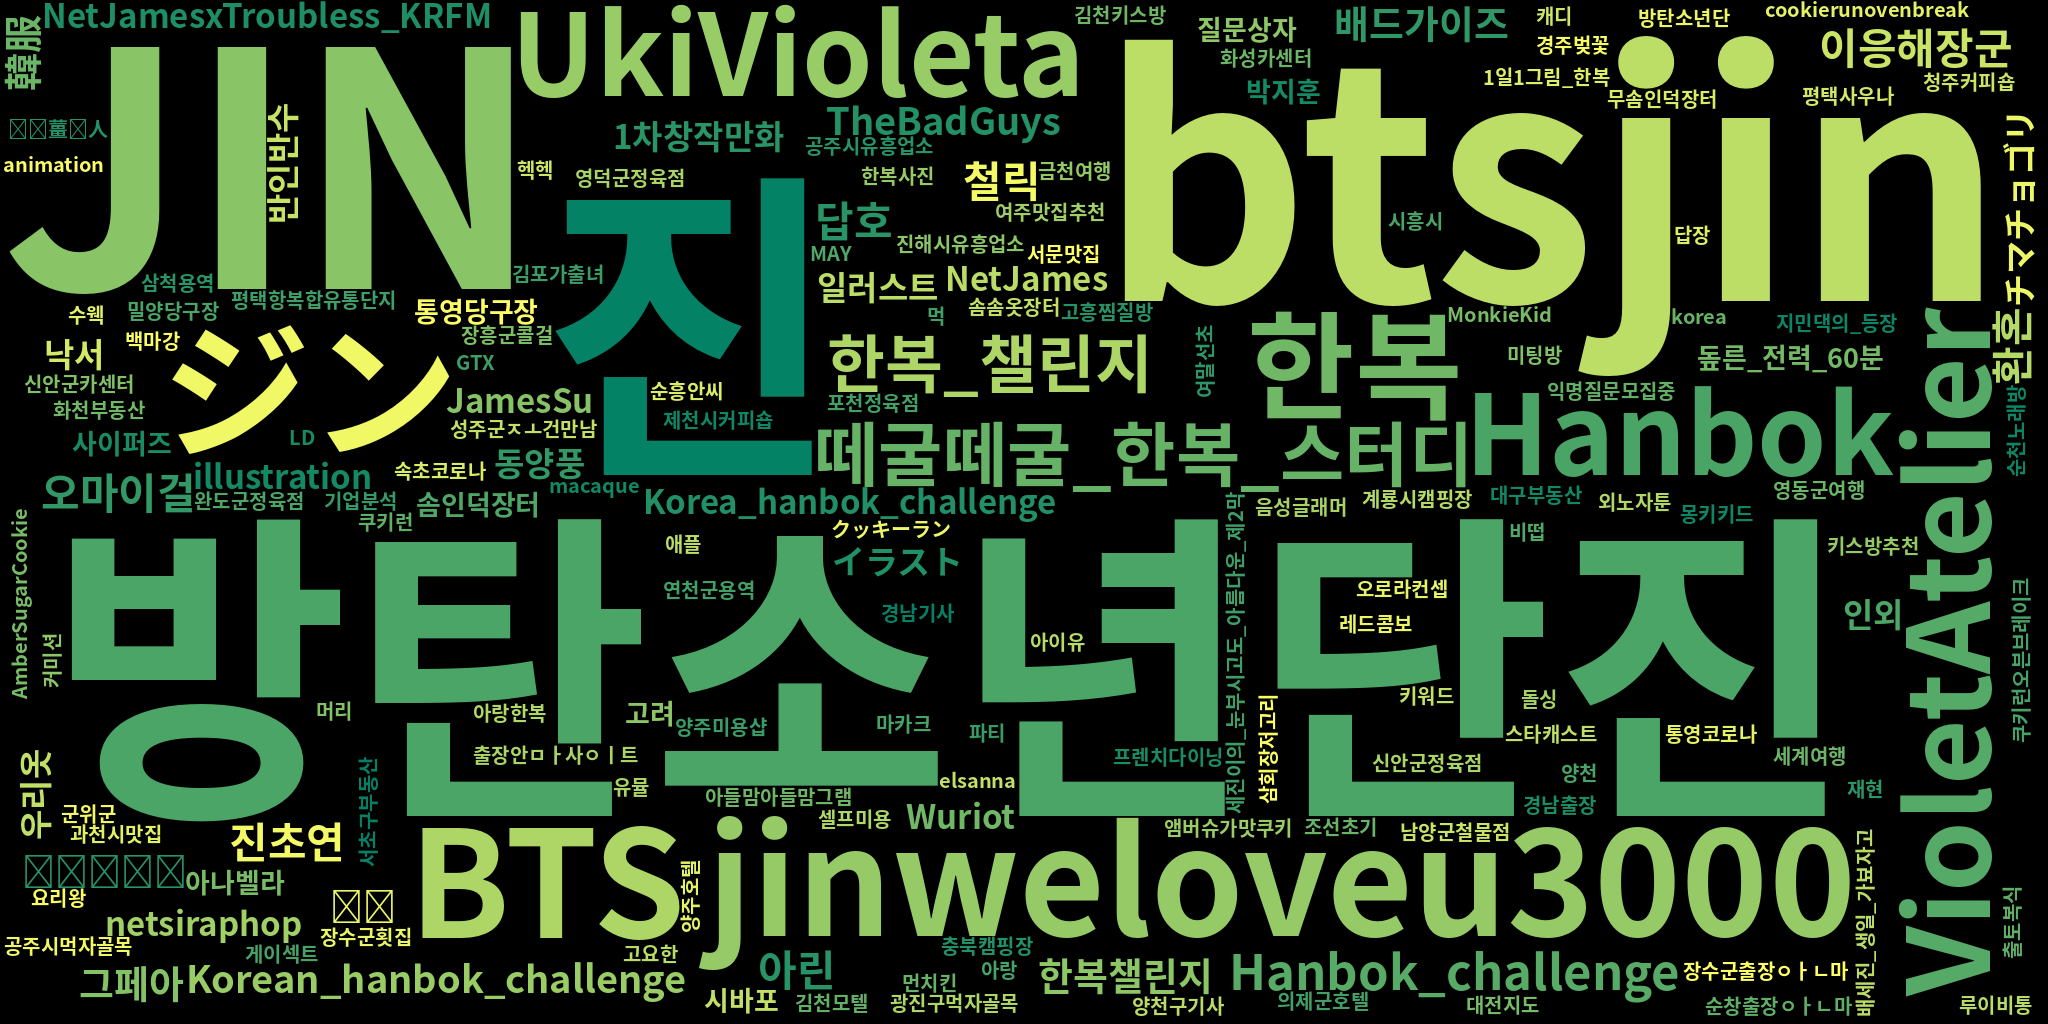 NetJamesxTroubless_KRFM
UkiVioleta
김천키스방
질문상자
배드가이즈
캐디
방탄소년단
cookierunovenbreak
韓服
JIN
btsjin
화성카센터
경주벚꽃
이응해장군
1일1그림_한복
청주커피숍
박지훈
무솜인덕장터
평택사우나
TheBadGuys
1차창작만화
공주시유흥업소
animation
반인반수
헥헥
영덕군정육점
한복사진
철릭
금천여행
チマチョゴリ
진
답호
여주맛집추천
시흥시
답장
MAY
진해시유흥업소
서문맛집
김포가출녀
삼척용역
일러스트
NetJames
밀양당구장
평택항복합유통단지
통영당구장
수웩
먹
솜솜옷장터
고흥찜질방
MonkieKid
korea
지민댁의_등장
한푼
백마강
ジン
장흥군콜걸
한복_챌린지
여말선초
한복
낙서
GTX
미팅방
돞른_전력_60분
신안군카센터
순흥안씨
익명질문모집중
화천부동산
JamesSu
포천정육점
제천시커피숍
Hanbok
VioletAtelier
순천노래방
사이퍼즈
LD
성주군ㅈㅗ건만남
떼굴떼굴_한복_스터디
오마이걸
illustration
속초코로나
동양풍
macaque
완도군정육점
기업분석
솜인덕장터
Korea_hanbok_challenge
음성글래머
계룡시캠핑장
대구부동산
외노자툰
영동군여행
몽키키드
쿠키런
クッキーラン
AmberSugarCookie
방탄소년단진
애플
イラスト
세진이의_눈부시고도_아름다운_제2막
비떱
키스방추천
연천군용역
경남기사
오로라컨셉
레드콤보
인외
쿠키런오븐브레이크
커미션
아이유
머리
아랑한복
고려
양주미용샵
마카크
파티
키워드
돌싱
삼회장저고리
스타캐스트
통영코로나
세계여행
우리옷
서초구부동산
출장안ㅁㅏ사ㅇㅣ트
프렌치다이닝
신안군정육점
양천
유뮬
elsanna
재현
아들맘아들맘그램
경남출장
군위군
과천시맛집
진초연
셀프미용
Wuriot
앰버슈가맛쿠키
조선초기
남양군철물점
BTSjinweloveu3000
아나벨라
양주호텔
배세진_생일_가보자고
출토복식
요리왕
netsiraphop
장수군횟집
공주시먹자골목
게이섹트
고요한
충북캠핑장
그페아
Korean_hanbok_challenge
아린
아랑
한복챌린지
Hanbok_challenge
장수군출장ㅇㅏㄴ마
먼치킨
시바포
김천모텔
광진구먹자골목
양천구기사
의제군호텔
대전지도
순창출장ㅇㅏㄴ마
루이비통